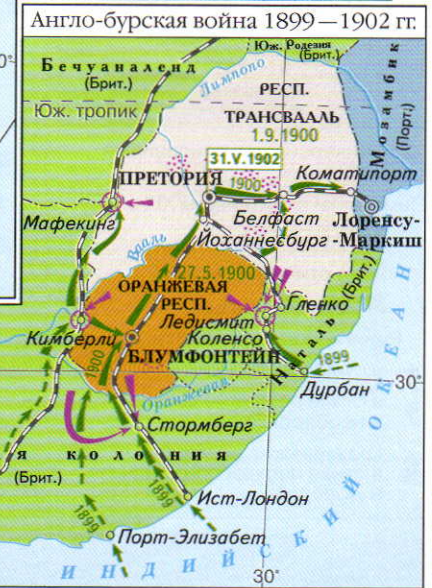 Англо-бурская война 1899—1902 гг.
Юж. Родезия
(Брит.)
Бечуаналенд
(Брит.)
Лимпопо
Мозамбик
(Порт.)
РЕСП.
ТРАНСВААЛЬ
1.9.1900
Юж. тропик
31.V.1902
Коматипорт
ПРЕТОРИЯ
1900
Мафекинг
Белфаст
Лоренсу-
-Маркиш
Йоханнесбург
Вааль
27.5.1900
ОРАНЖЕВАЯ
РЕСП.
Гленко
Ледисмит
Кимберли
Коленсо
Наталь
(Брит.)
БЛУМФОНТЕЙН
1900
1899
30°
Дурбан
Оранжевая
Стормберг
я колония
(Брит.)
1899
Ист-Лондон
1899
Порт-Элизабет
ИНДИЙСКИЙ
ОКЕАН
30°